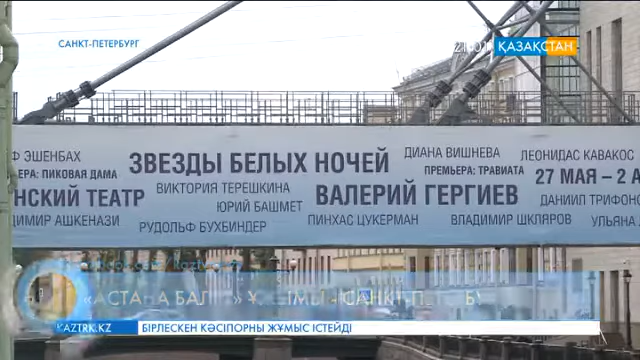 САНКТ-ПЕТЕРБУРГ
ҚАЗАҚСТАН
Ф ЭШЕНБАХ
ЗВЕЗДЫ БЕЛЫХ НОЧЕЙ
ДИАНА ВИШНЕВА
ЛЕОНИДАС КАВАКОС
ЕРА: ПИКОВАЯ ДАМА
ПРЕМЬЕРА: ТРАВИАТА
27 МАЯ – 2 А
НСКИЙ ТЕАТР
ВИКТОРИЯ ТЕРЕШКИНА
ВАЛЕРИЙ ГЕРГИЕВ
ЮРИЙ БАШМЕТ
ДАНИИЛ ТРИФОНО
ДИМИР АШКЕНАЗИ
РУДОЛЬФ БУХБИНДЕР
ПИНХАС ЦУКЕРМАН
ВЛАДИМИР ШКЛЯРОВ
УЛЬЯНА
KAZTRK.KZ
БІРЛЕСКЕН КӘСІПОРНЫ ЖҰМЫС ІСТЕЙДІ